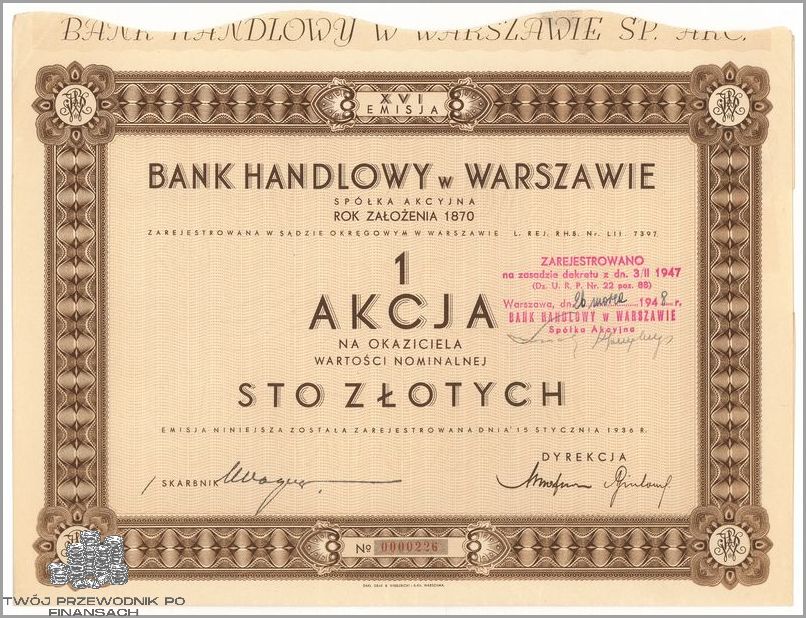 BANK HANDLOWY W WARSZAWIE SP. AKC.
XVI
EMISJA
BANK HANDLOWY w WARSZAWIE
SPÓŁKA AKCYJNA
ROK ZAŁOŻENIA 1870
ZAREJESTROWANA W SĄDZIE OKRĘGOWYM W WARSZAWIE L. REJ. RH.B. Nr. LII. 7397.
1
AKCJA
NA OKAZICIELA
WARTOŚCI NOMINALNEJ
STO ZŁOTYCH
ZAREJESTROWANO
na zasadzie dekretu z dn. 3/II 1947
(Dz. U. R. P. Nr. 22 poz. 88)
Warszawa, dn. 26 marca 1948 r.
BANK HANDLOWY w WARSZAWIE
Spółka Akcyjna
EMISJA NINIEJSZA ZOSTAŁA ZAREJESTROWANA DNIA 15 STYCZNIA 1936 R.
DYREKCJA
SKARBNIK
№ 0000226
TWÓJ PRZEWODNIK PO
FINANSACH